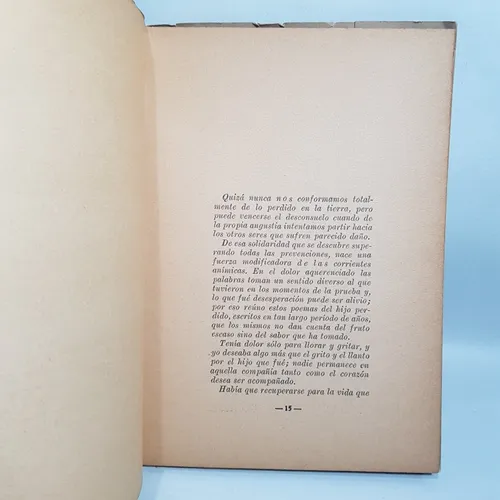 Quizá nunca nos conformamos total-
mente de lo perdido en la tierra, pero
puede vencerse el desconsuelo cuando de
la propia angustia intentamos partir hacia
los otros seres que sufren parecido daño.
De esa solidaridad que se descubre supe-
rando todas las prevenciones, nace una
fuerza modificadora de las corrientes
anímicas. En el dolor aquerenciado las
palabras toman un sentido diverso al que
tuvieron en los momentos de la prueba y,
lo que fué desesperación puede ser alivio;
por eso reúno estos poemas del hijo per-
dido, escritos en tan largo período de años,
que los mismos no dan cuenta del fruto
escaso sino del sabor que ha tomado.
Tenía dolor sólo para llorar y gritar, y
yo deseaba algo más que el grito y el llanto
por el hijo que fué; nadie permanece en
aquella compañía tanto como el corazón
desea ser acompañado.
Había que recuperarse para la vida que
— 15 —